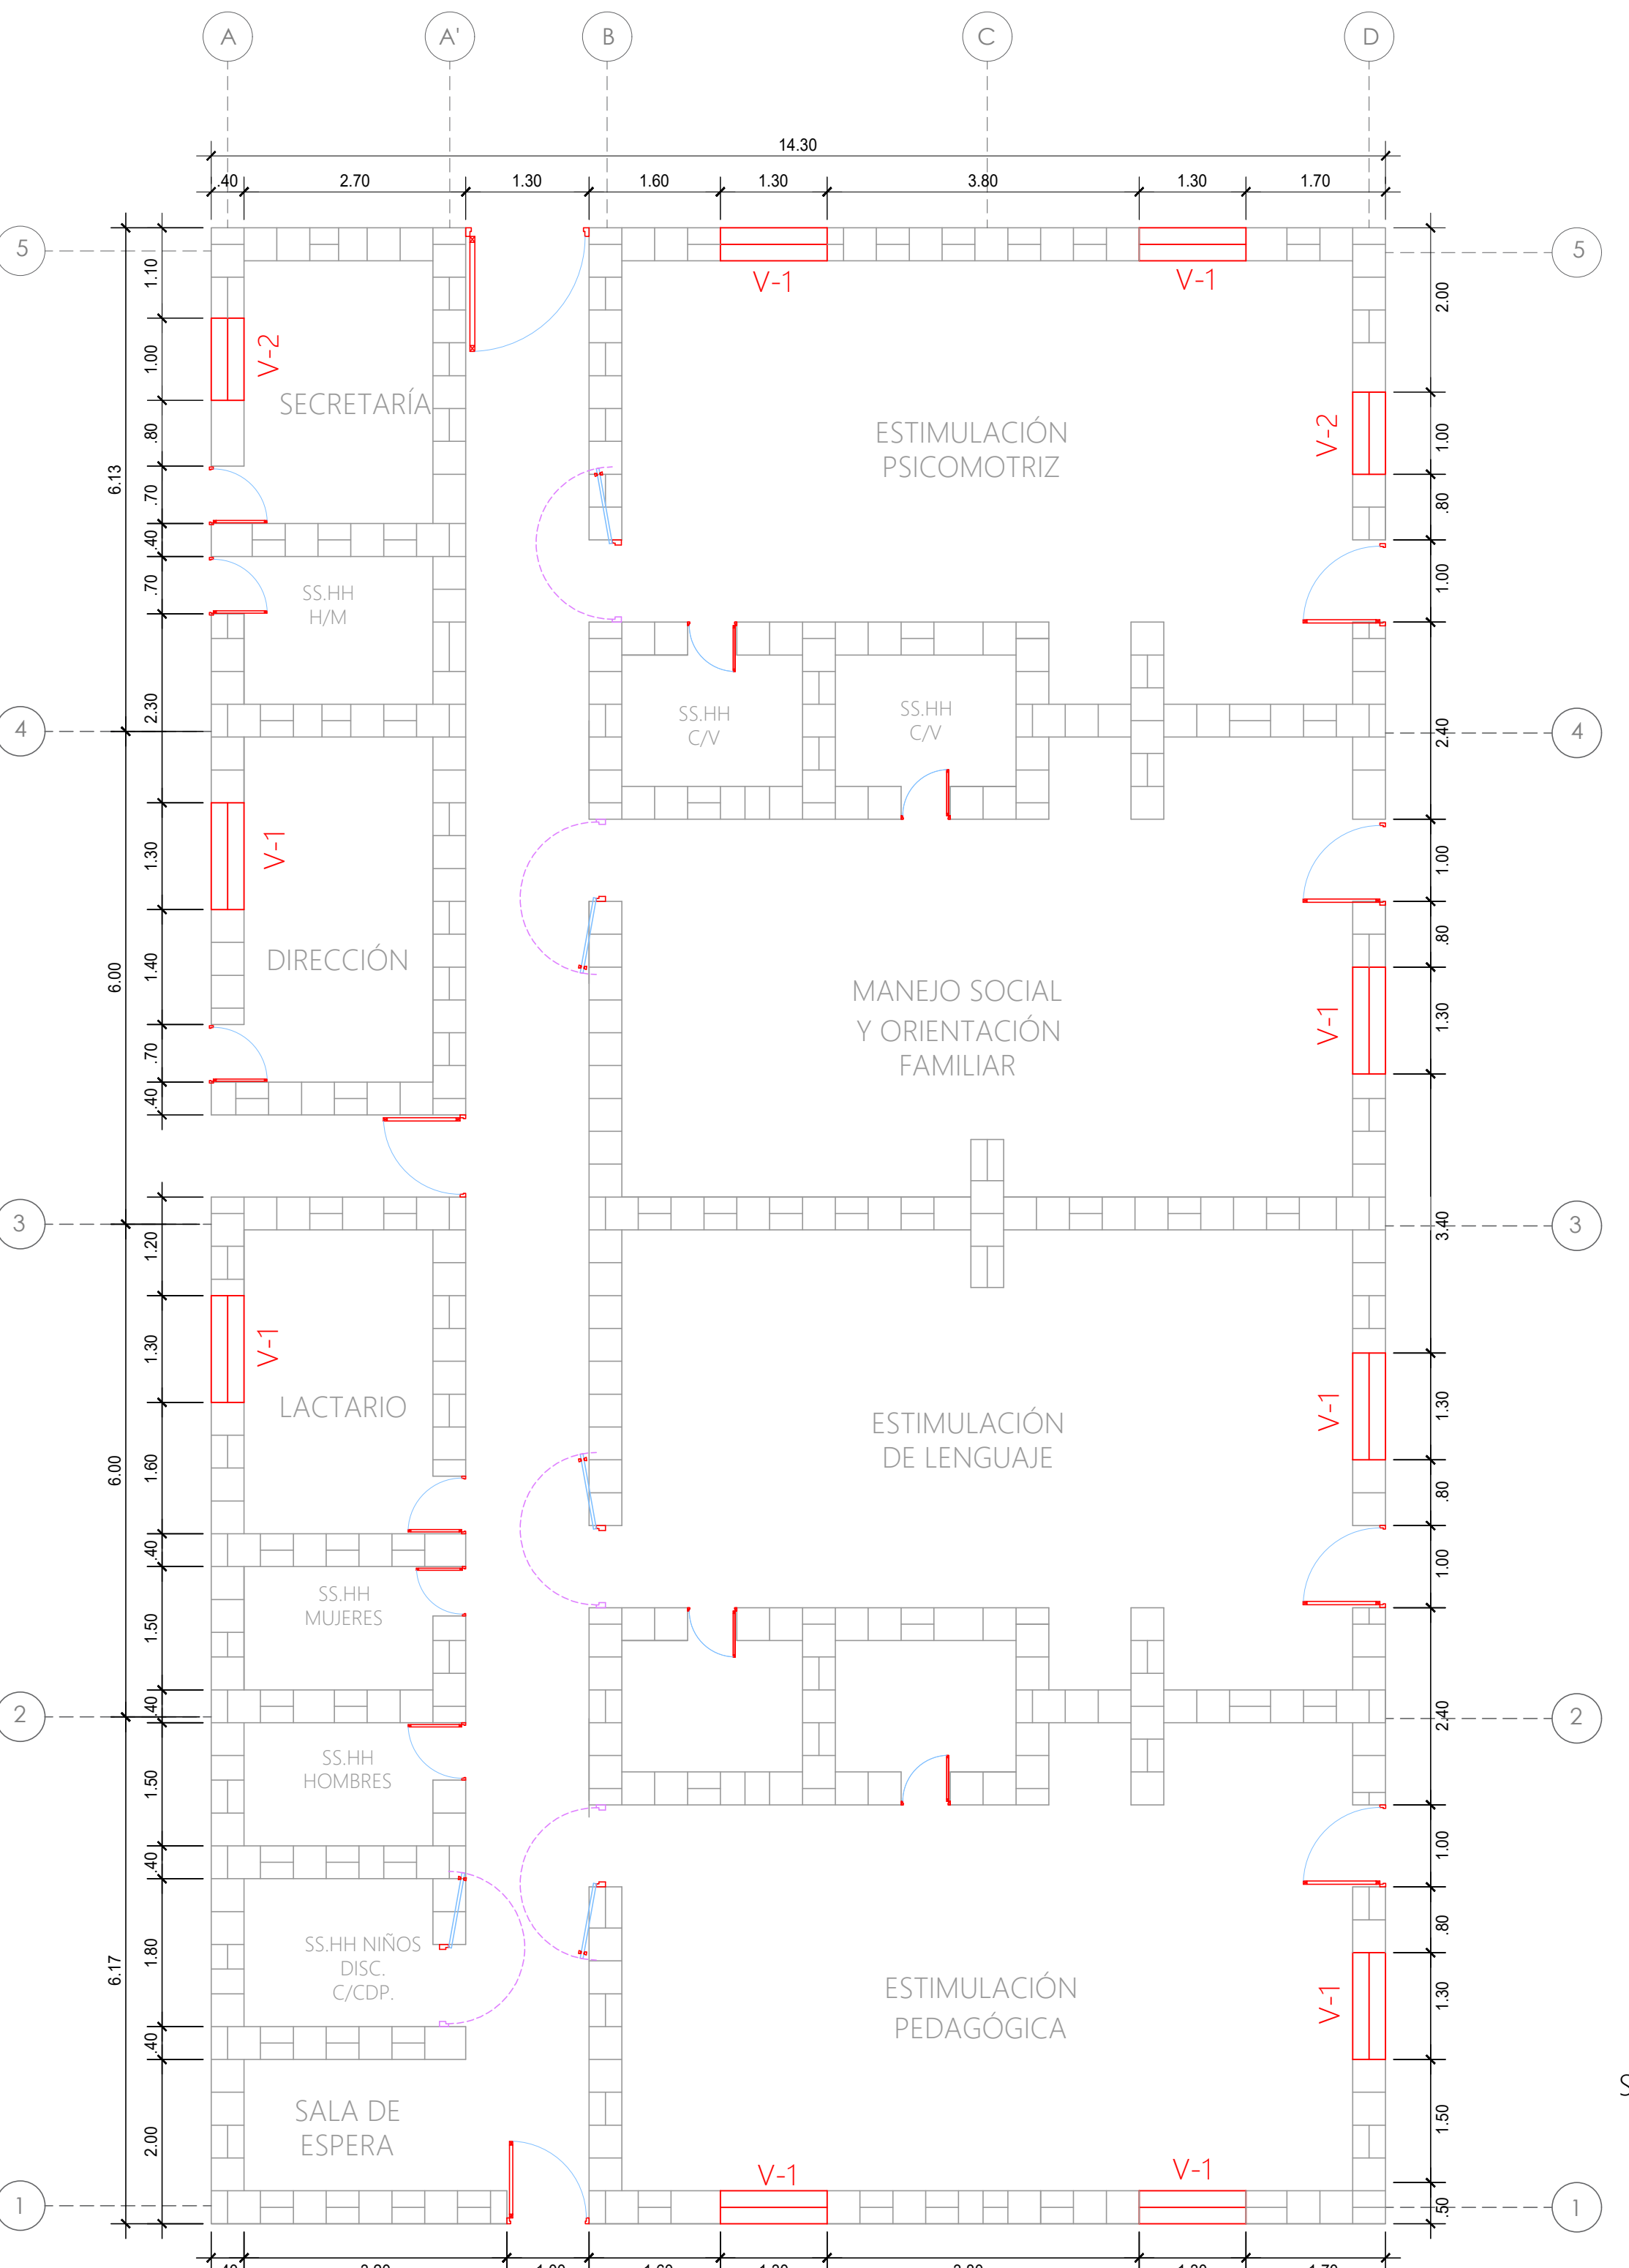 A A' B C D
14.30
.40 2.70 1.30 1.60 1.30 3.80 1.30 1.70
5 5
V-1 V-1
1.10
2.00
V-2
1.00
SECRETARÍA
ESTIMULACIÓN
PSICOMOTRIZ
V-2
1.00
.80
6.13
.70
.80
.40
.70
SS.HH
H/M
1.00
2.30
SS.HH
C/V
SS.HH
C/V
4 4
2.40
1.30
V-1
1.00
DIRECCIÓN
1.40
.80
6.00
MANEJO SOCIAL
Y ORIENTACIÓN
FAMILIAR
V-1
1.30
.70
.40
3 3
1.20
3.40
1.30
V-1
LACTARIO
ESTIMULACIÓN
DE LENGUAJE
V-1
1.30
6.00
1.60
.80
.40
1.00
SS.HH
MUJERES
1.50
.40
2 2
2.40
SS.HH
HOMBRES
1.50
.40
1.00
SS.HH NIÑOS
DISC.
C/CDP.
1.80
.80
6.17
ESTIMULACIÓN
PEDAGÓGICA
V-1
1.30
.40
SALA DE
ESPERA
2.00
1.50
V-1 V-1
1 1
.50